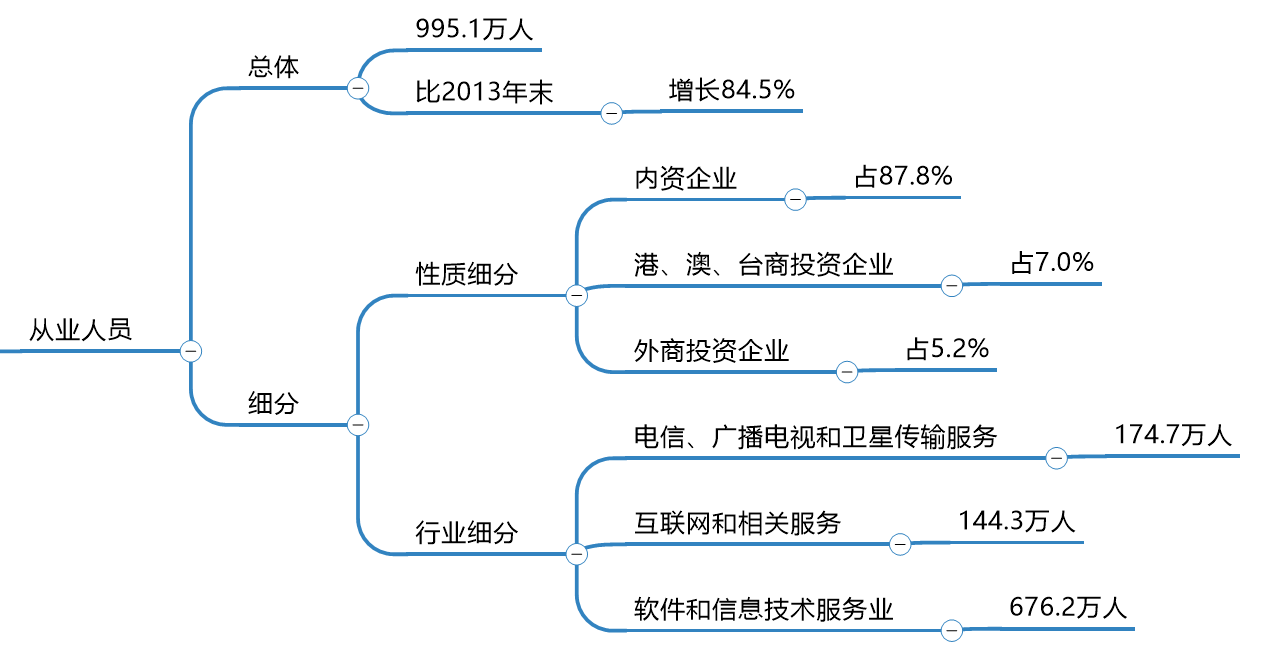 从业人员
总体
995.1万人
比2013年末
增长84.5%
细分
性质细分
内资企业
占87.8%
港、澳、台商投资企业
占7.0%
外商投资企业
占5.2%
行业细分
电信、广播电视和卫星传输服务
174.7万人
互联网和相关服务
144.3万人
软件和信息技术服务业
676.2万人